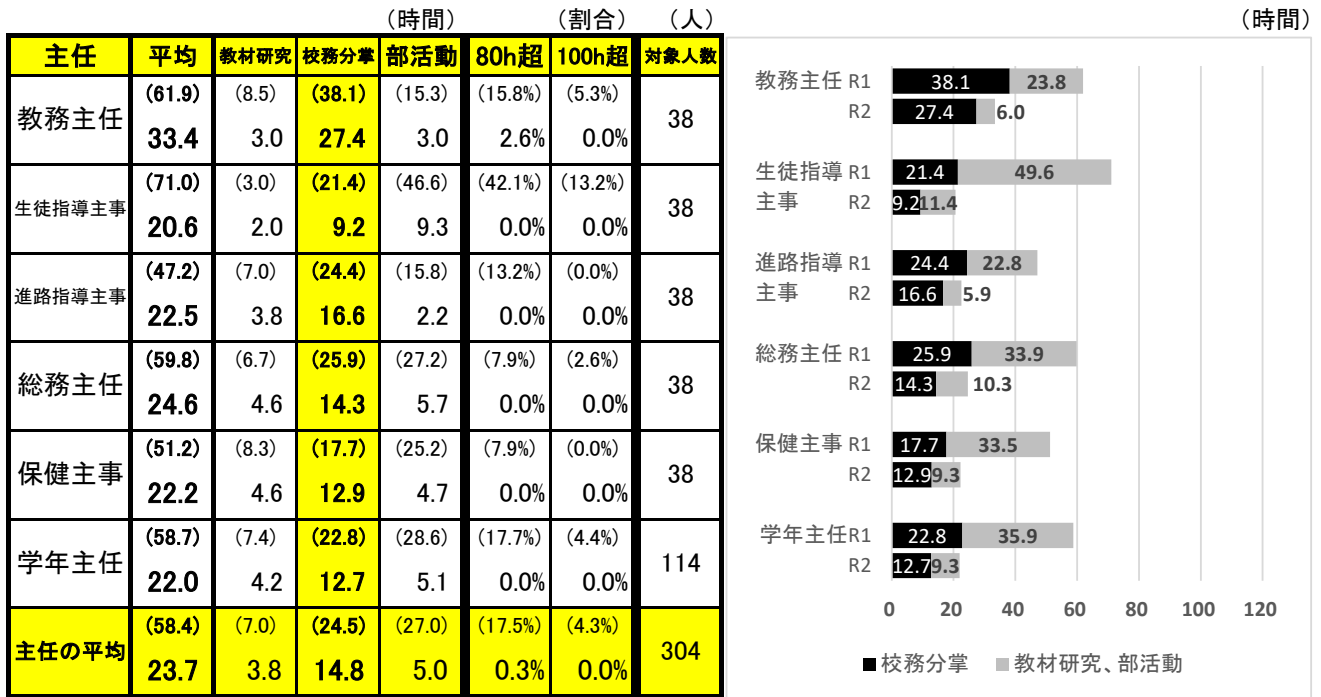 (時間) (割合) (人)
主任 平均 教材研究 校務分掌 部活動 80h超 100h超 対象人数
教務主任 (61.9) (8.5) (38.1) (15.3) (15.8%) (5.3%) 38
33.4 3.0 27.4 3.0 2.6% 0.0%
生徒指導主事 (71.0) (3.0) (21.4) (46.6) (42.1%) (13.2%) 38
20.6 2.0 9.2 9.3 0.0% 0.0%
進路指導主事 (47.2) (7.0) (24.4) (15.8) (13.2%) (0.0%) 38
22.5 3.8 16.6 2.2 0.0% 0.0%
総務主任 (59.8) (6.7) (25.9) (27.2) (7.9%) (2.6%) 38
24.6 4.6 14.3 5.7 0.0% 0.0%
保健主事 (51.2) (8.3) (17.7) (25.2) (7.9%) (0.0%) 38
22.2 4.6 12.9 4.7 0.0% 0.0%
学年主任 (58.7) (7.4) (22.8) (28.6) (17.7%) (4.4%) 114
22.0 4.2 12.7 5.1 0.0% 0.0%
主任の平均 (58.4) (7.0) (24.5) (27.0) (17.5%) (4.3%) 304
23.7 3.8 14.8 5.0 0.3% 0.0%
(時間)
教務主任 R1 38.1 23.8
R2 27.4 6.0
生徒指導 R1 21.4 49.6
主事 R2 9.2 11.4
進路指導 R1 24.4 22.8
主事 R2 16.6 5.9
総務主任 R1 25.9 33.9
R2 14.3 10.3
保健主事 R1 17.7 33.5
R2 12.9 9.3
学年主任R1 22.8 35.9
R2 12.7 9.3
0 20 40 60 80 100 120
■校務分掌 ■教材研究、部活動